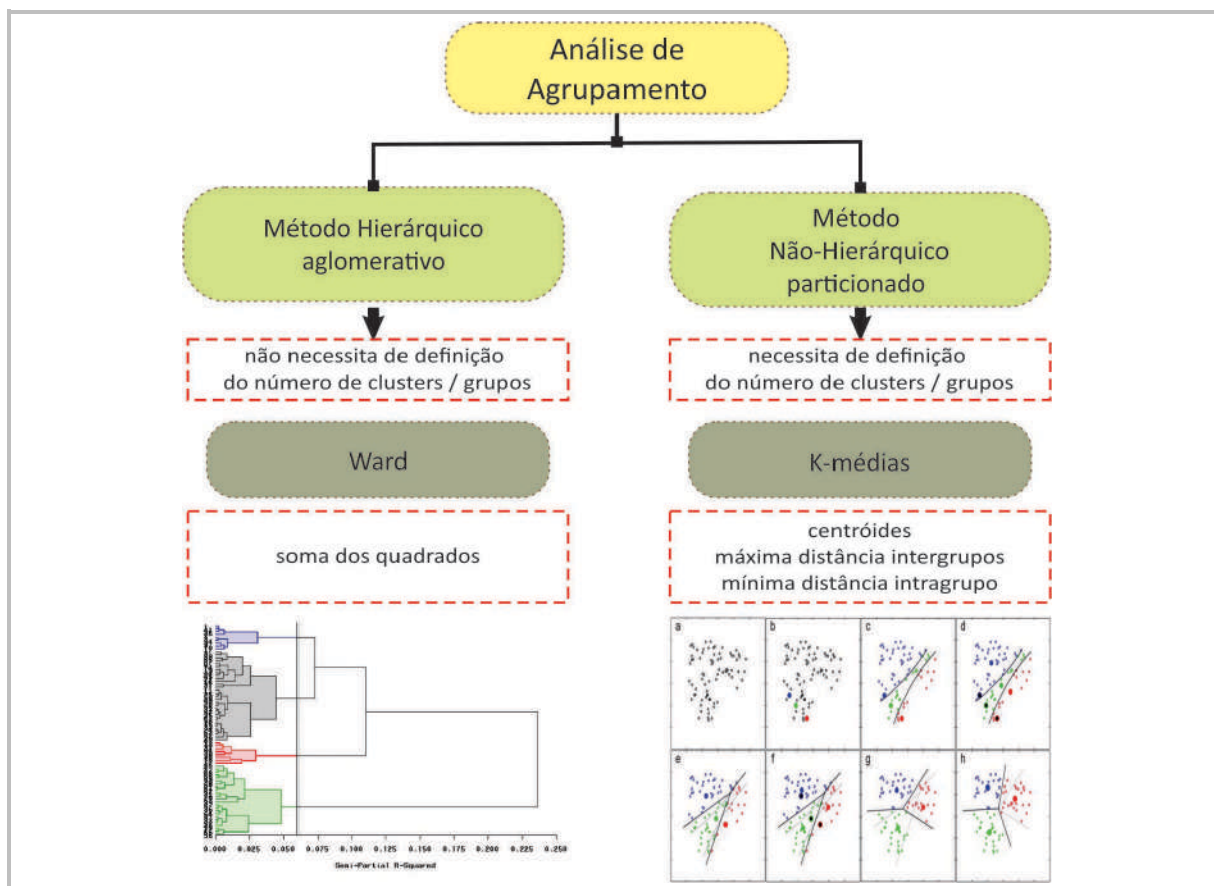 Análise de
Agrupamento
Método Hierárquico
aglomerativo
Método
Não-Hierárquico
particionado
não necessita de definição
do número de clusters / grupos
necessita de definição
do número de clusters / grupos
Ward
K-médias
soma dos quadrados
centróides
máxima distância intergrupos
mínima distância intragrupo
0.000 0.025 0.050 0.075 0.100 0.125 0.150 0.175 0.200 0.225 0.250
Semi-Partial R-Squared
a b c d
e f g h